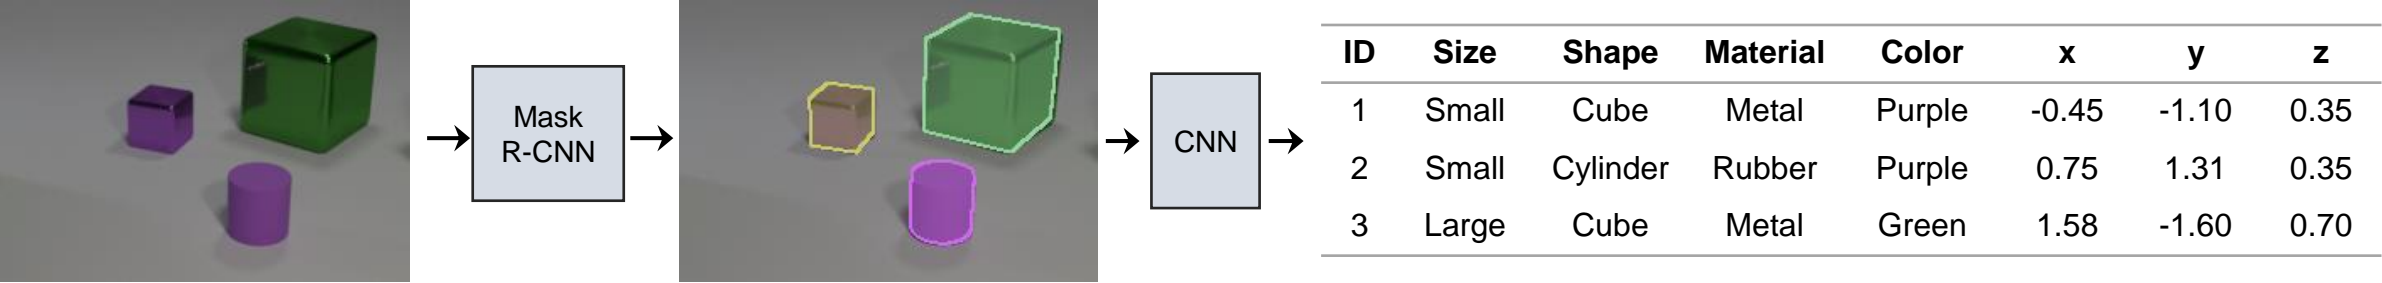 Mask
R-CNN
CNN
ID Size Shape Material Color x y z
1 Small Cube Metal Purple -0.45 -1.10 0.35
2 Small Cylinder Rubber Purple 0.75 1.31 0.35
3 Large Cube Metal Green 1.58 -1.60 0.70